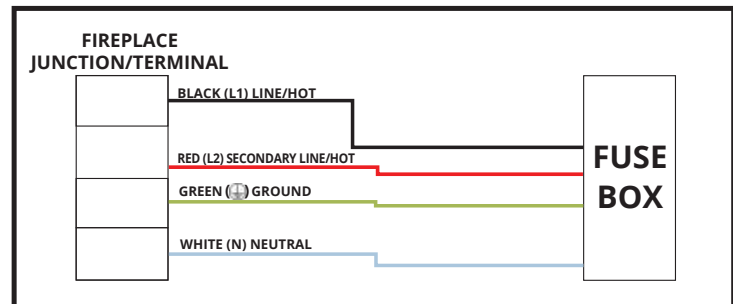 FIREPLACE
JUNCTION/TERMINAL
BLACK (L1) LINE/HOT
RED (L2) SECONDARY LINE/HOT
GREEN (⏚) GROUND
WHITE (N) NEUTRAL
FUSE
BOX